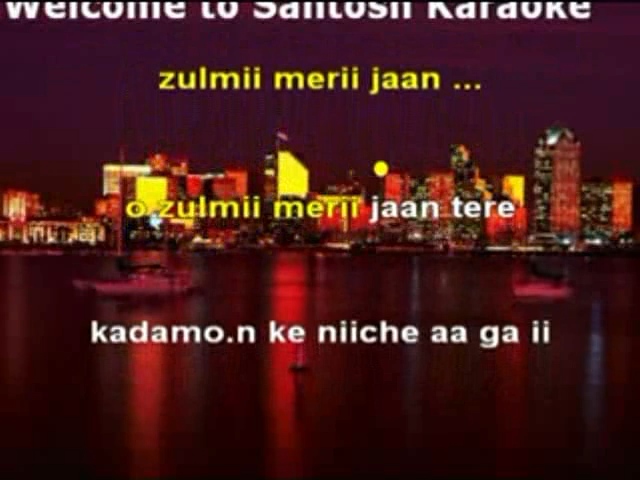 Welcome to Santosh Karaoke
zulmii merii jaan ...
o zulmii merii jaan tere
kadamo.n ke niiche aa ga ii